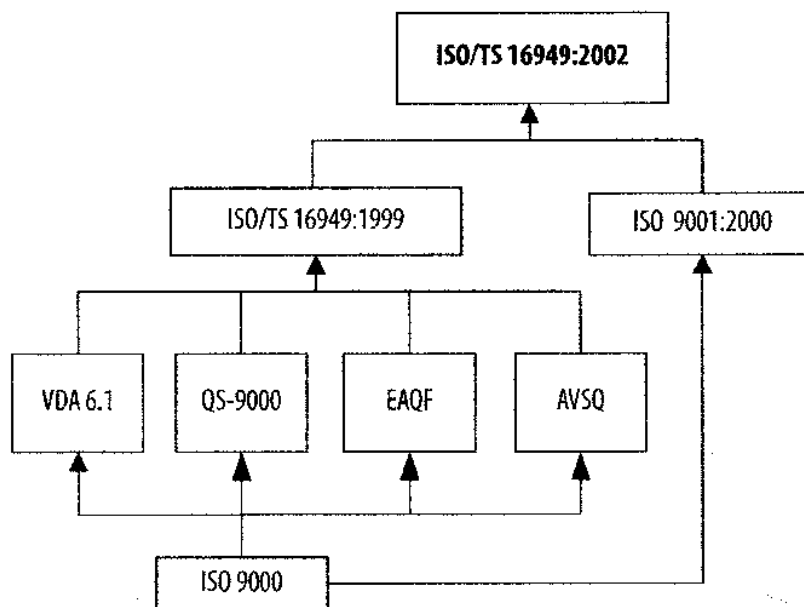 ISO/TS 16949:2002
ISO/TS 16949:1999
ISO 9001:2000
VDA 6.1
QS-9000
EAQF
AVSQ
ISO 9000